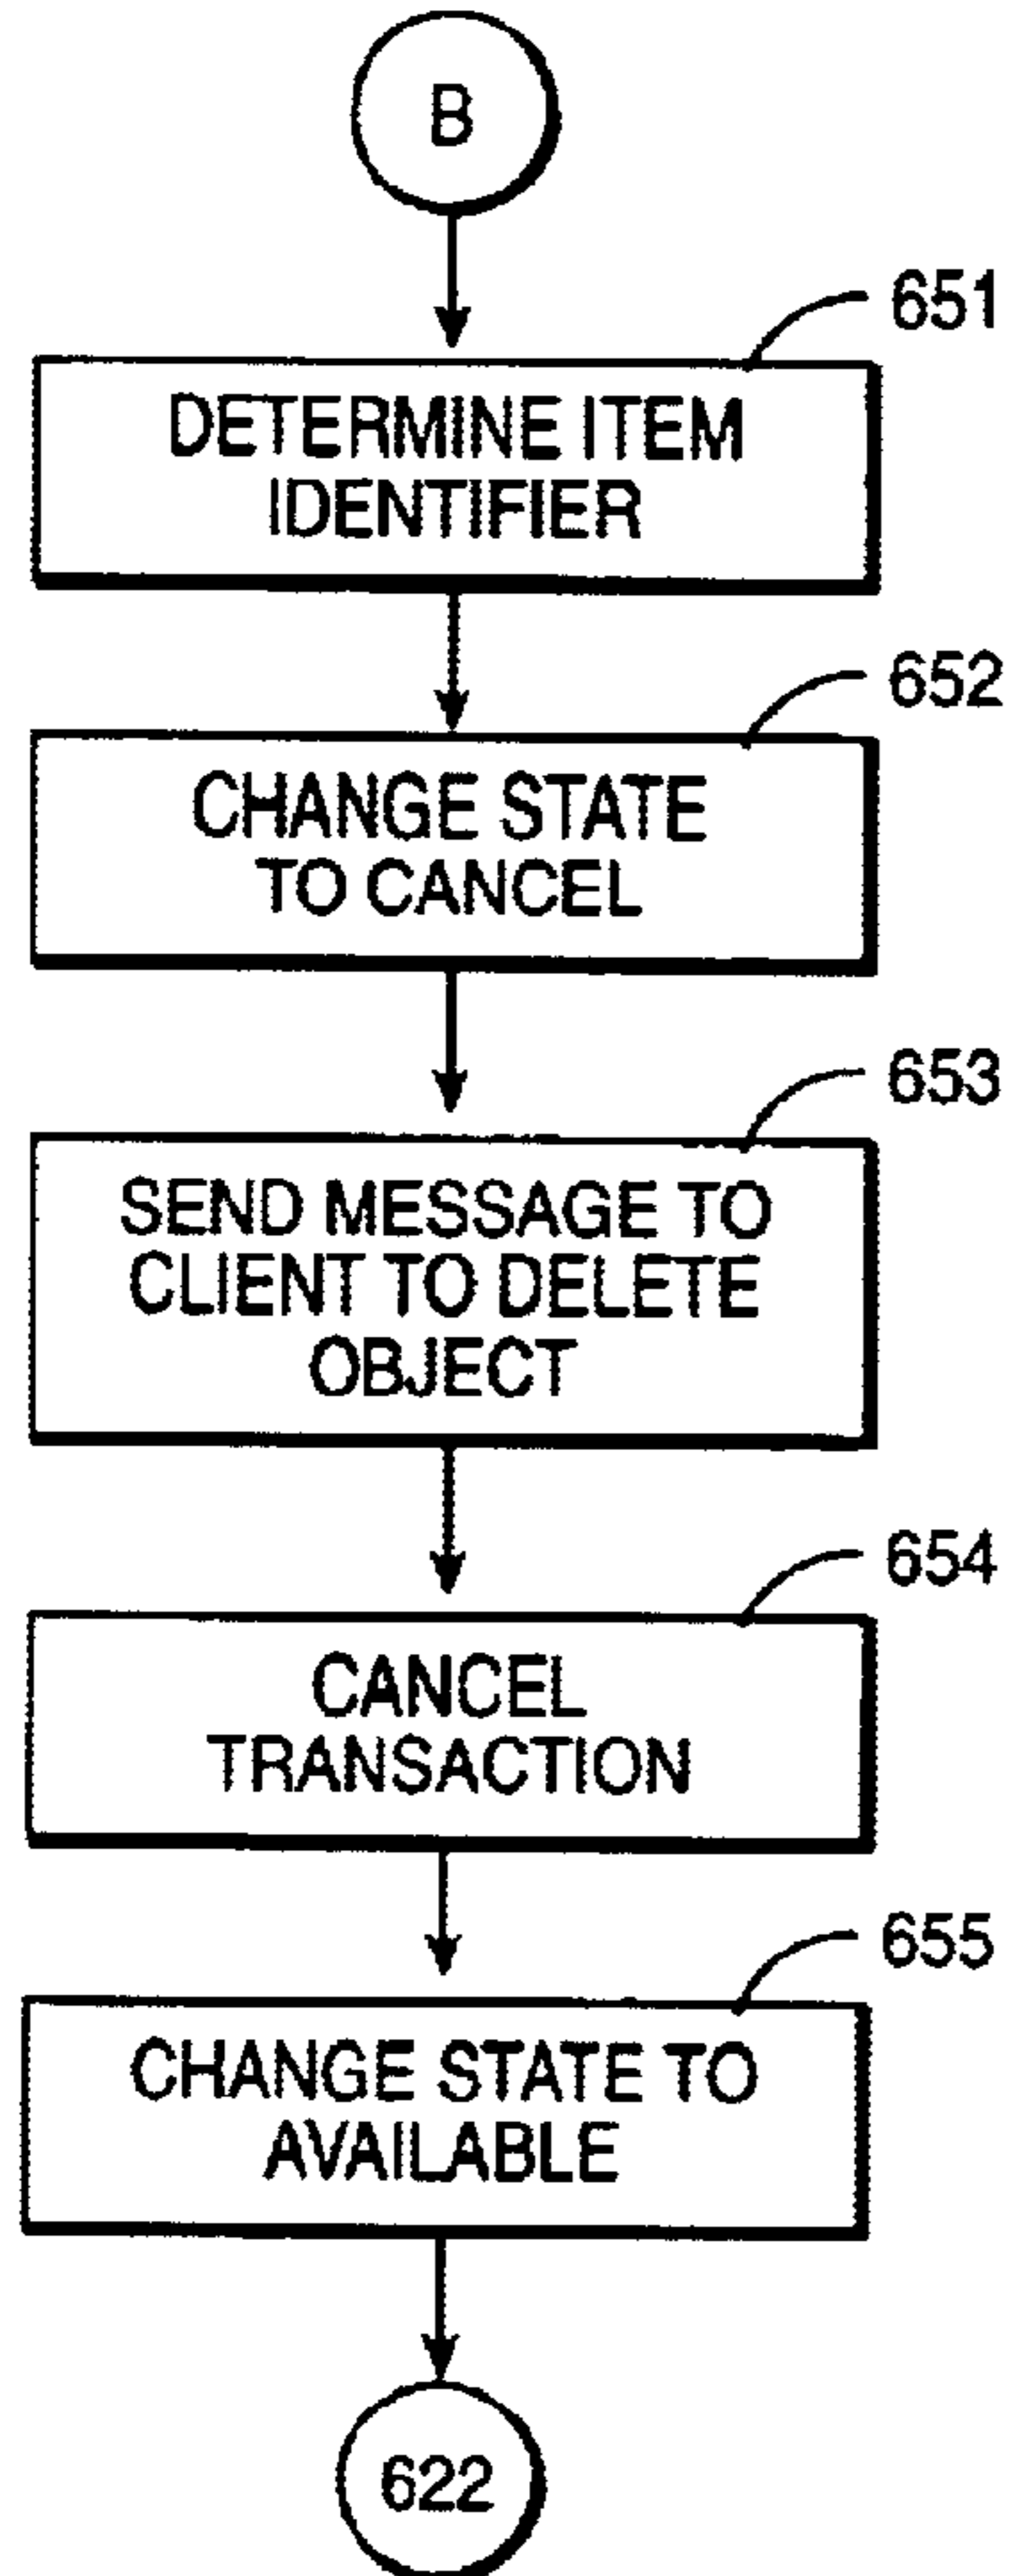 B
651
DETERMINE ITEM
IDENTIFIER
652
CHANGE STATE
TO CANCEL
653
SEND MESSAGE TO
CLIENT TO DELETE
OBJECT
654
CANCEL
TRANSACTION
655
CHANGE STATE TO
AVAILABLE
622